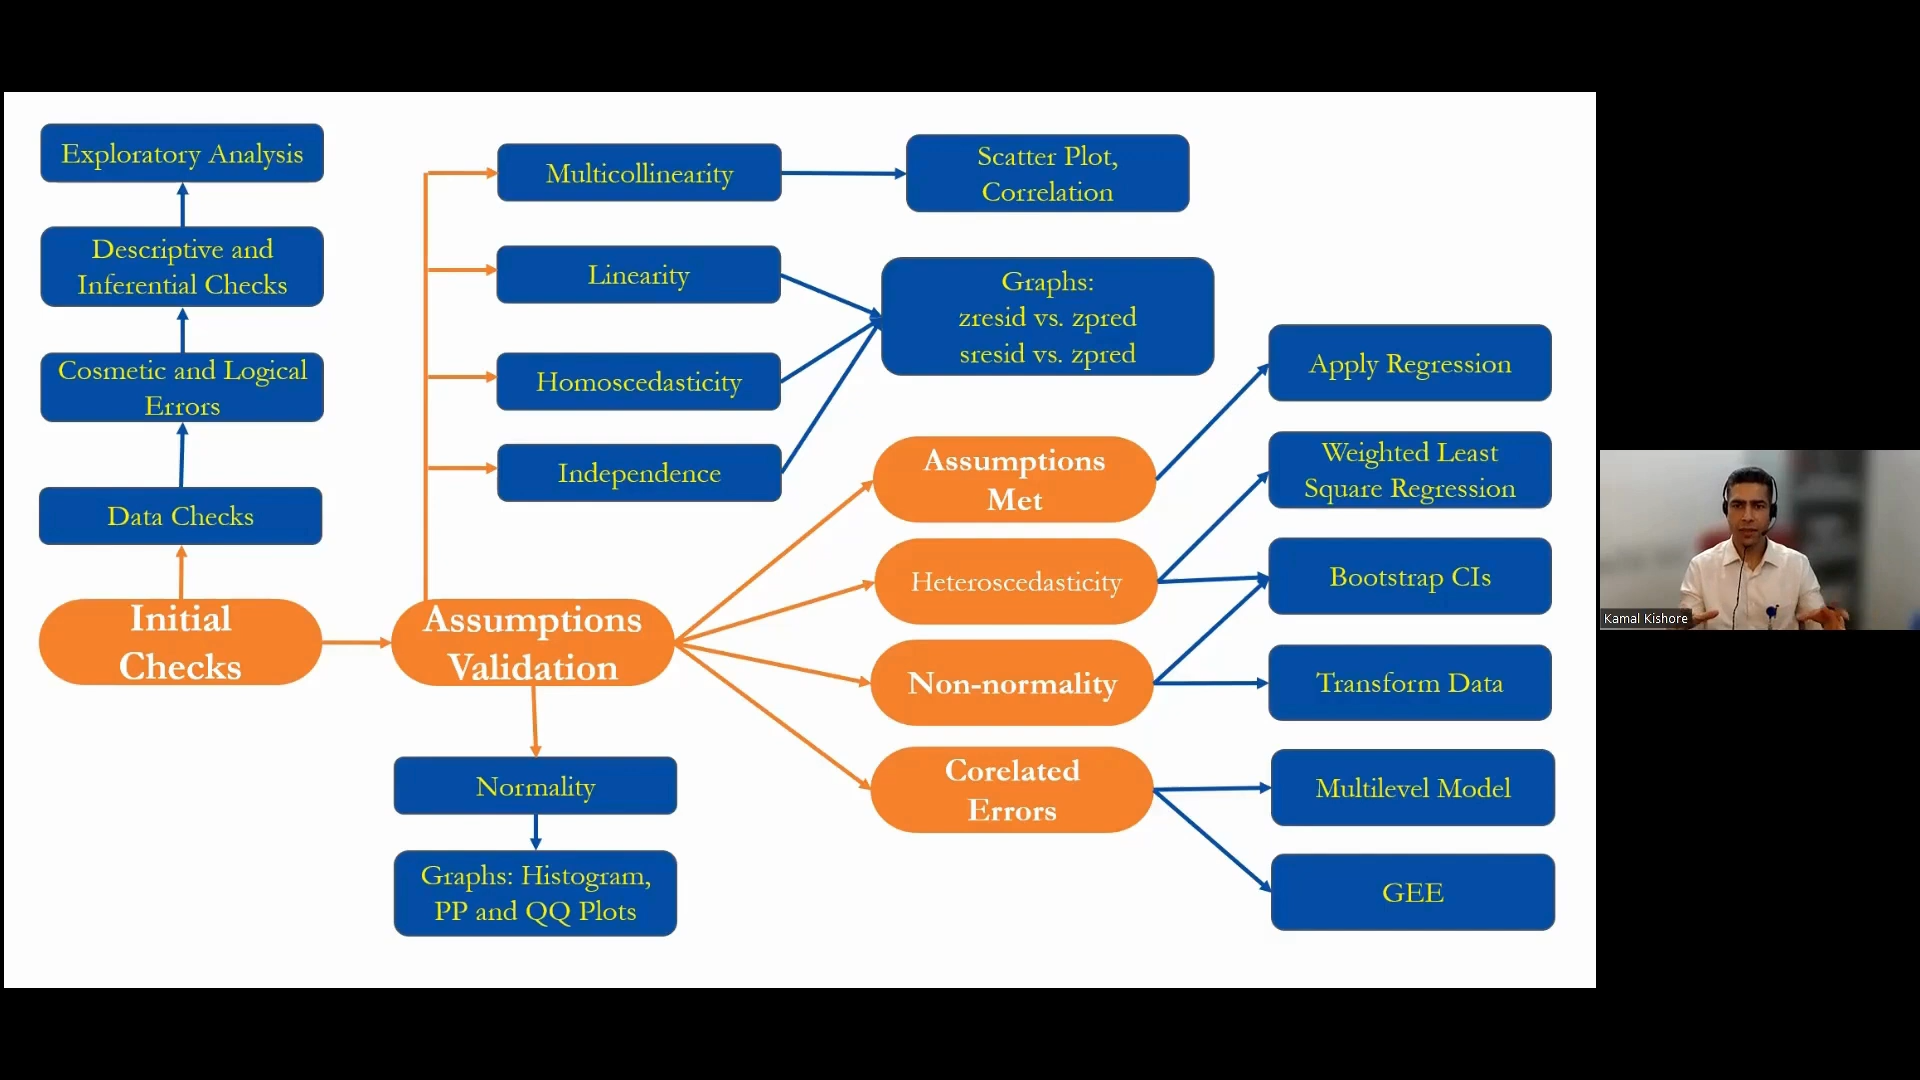 Exploratory Analysis
Descriptive and
Inferential Checks
Cosmetic and Logical
Errors
Data Checks
Initial
Checks
Multicollinearity
Scatter Plot,
Correlation
Linearity
Homoscedasticity
Independence
Graphs:
zresid vs. zpred
sresid vs. zpred
Assumptions
Validation
Normality
Graphs: Histogram,
PP and QQ Plots
Assumptions
Met
Heteroscedasticity
Non-normality
Corelated
Errors
Apply Regression
Weighted Least
Square Regression
Bootstrap CIs
Transform Data
Multilevel Model
GEE
Kamal Kishore